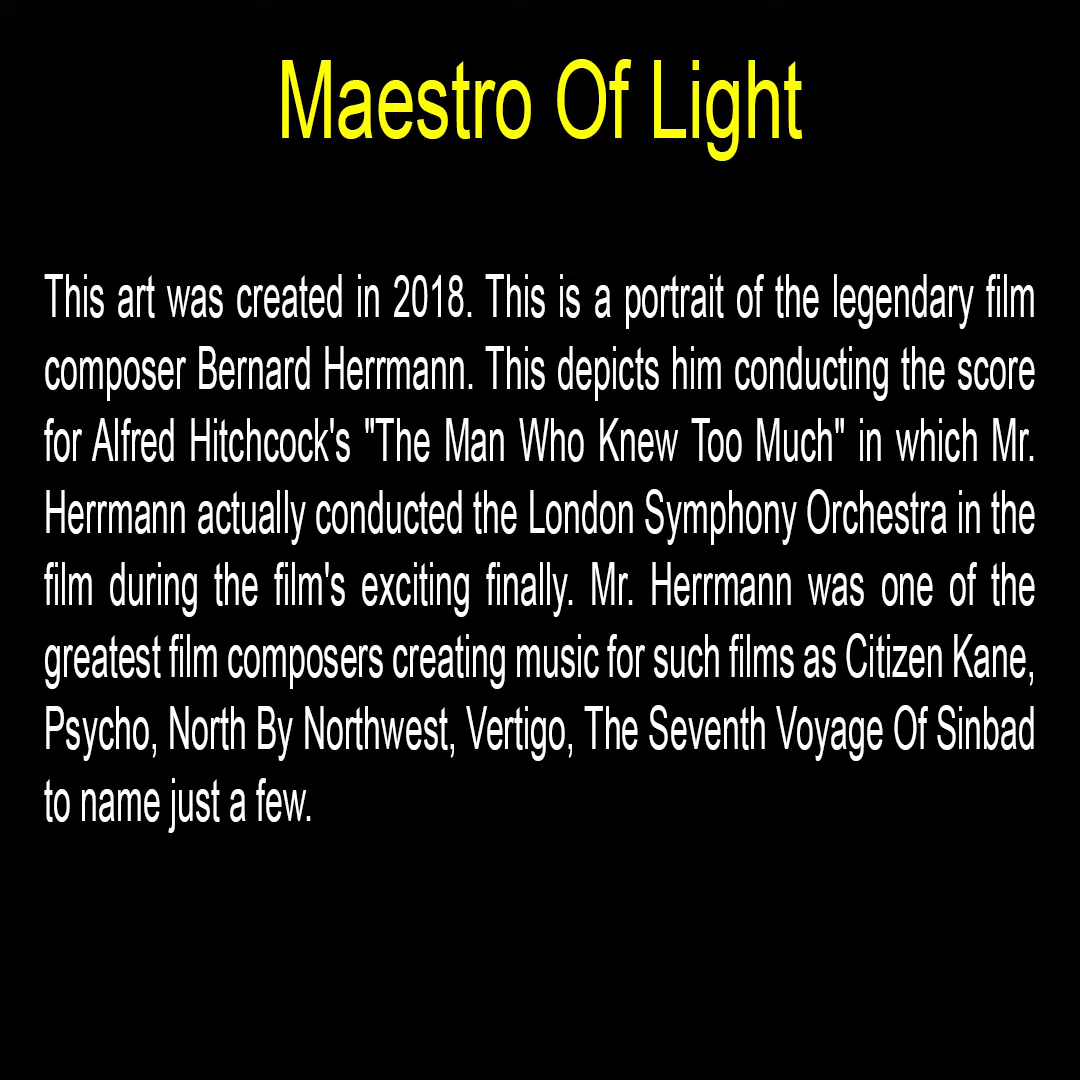 Maestro Of Light
This art was created in 2018. This is a portrait of the legendary film
composer Bernard Herrmann. This depicts him conducting the score
for Alfred Hitchcock's "The Man Who Knew Too Much" in which Mr.
Herrmann actually conducted the London Symphony Orchestra in the
film during the film's exciting finally. Mr. Herrmann was one of the
greatest film composers creating music for such films as Citizen Kane,
Psycho, North By Northwest, Vertigo, The Seventh Voyage Of Sinbad
to name just a few.